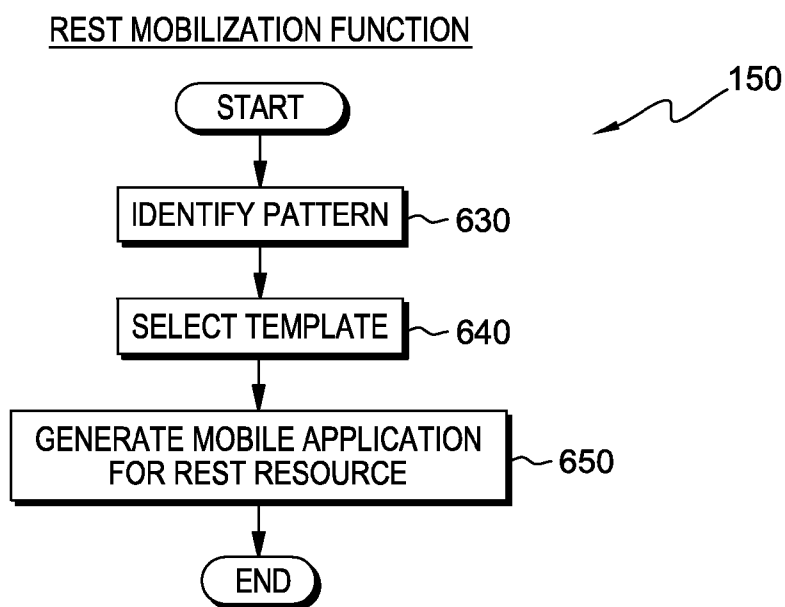 REST MOBILIZATION FUNCTION
150
START
IDENTIFY PATTERN
630
SELECT TEMPLATE
640
GENERATE MOBILE APPLICATION
FOR REST RESOURCE
650
END